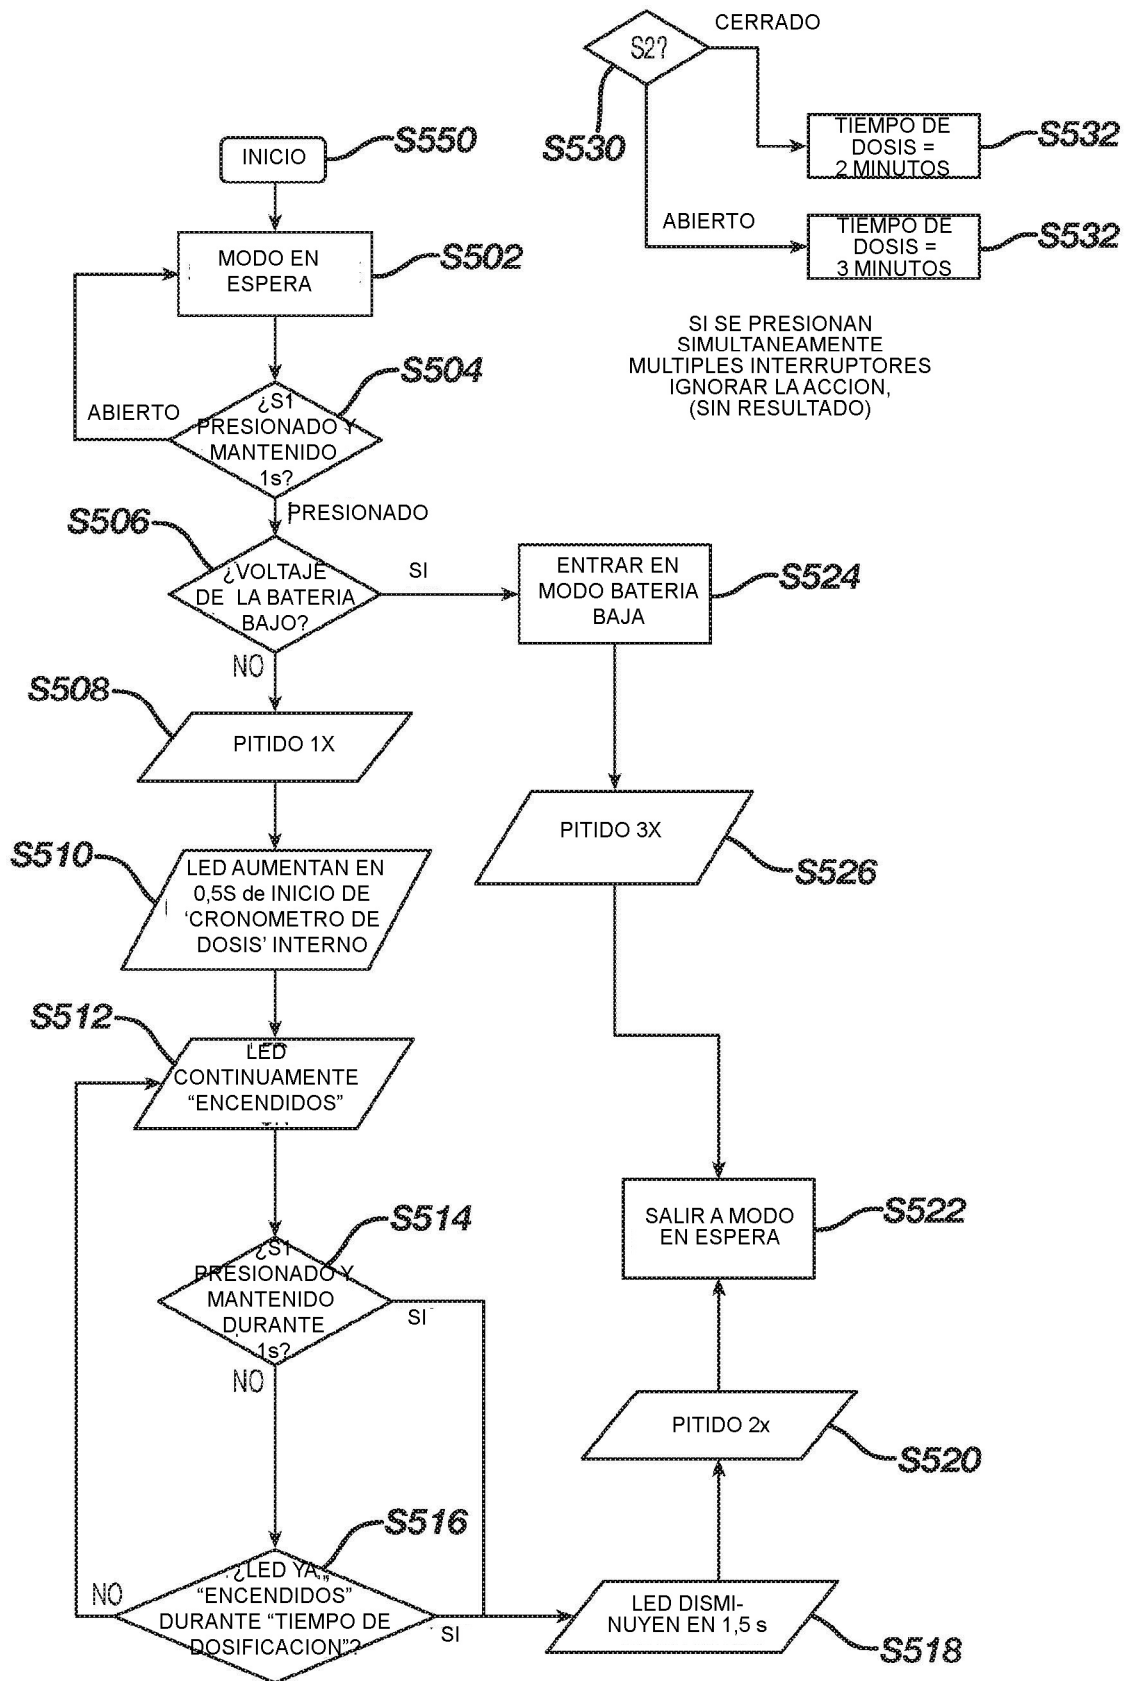 CERRADO
S2?
S530
TIEMPO DE
DOSIS =
2 MINUTOS
S532
ABIERTO
TIEMPO DE
DOSIS =
3 MINUTOS
S532
SI SE PRESIONAN
SIMULTANEAMENTE
MULTIPLES INTERRUPTORES
IGNORAR LA ACCION,
(SIN RESULTADO)
INICIO
S550
MODO EN
ESPERA
S502
S504
ABIERTO
¿S1
PRESIONADO Y
MANTENIDO
1s?
PRESIONADO
S506
¿VOLTAJE
DE LA BATERIA
BAJO?
SI
NO
ENTRAR EN
MODO BATERIA
BAJA
S524
S508
PITIDO 1X
PITIDO 3X
S526
S510
LED AUMENTAN EN
0,5S de INICIO DE
‘CRONOMETRO DE
DOSIS’ INTERNO
S512
LED
CONTINUAMENTE
“ENCENDIDOS”
S514
¿S1
PRESIONADO Y
MANTENIDO
DURANTE
1s?
SI
NO
SALIR A MODO
EN ESPERA
S522
PITIDO 2x
S520
S516
¿LED YA
“ENCENDIDOS”
DURANTE “TIEMPO DE
DOSIFICACION”?
NO
SI
LED DISMI-
NUYEN EN 1,5 s
S518